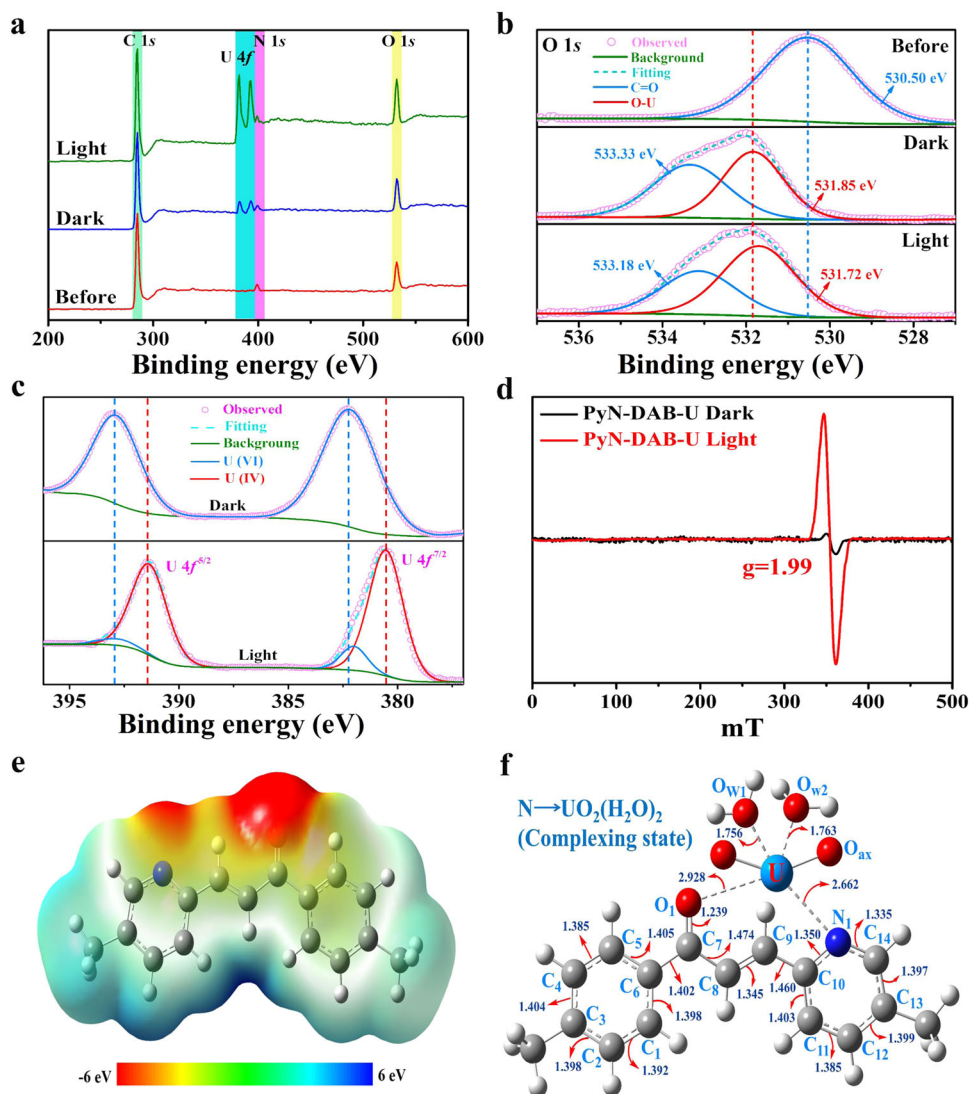 a
C 1s
N 1s
O 1s
U 4f
Light
Dark
Before
200 300 400 500 600
Binding energy (eV)
b
O 1s
Observed
Background
Fitting
C=O
O-U
Before
530.50 eV
Dark
533.33 eV
531.85 eV
Light
533.18 eV
531.72 eV
536 534 532 530 528
Binding energy (eV)
c
Observed
Fitting
Backgroung
U (VI)
U (IV)
Dark
U 4f5/2
U 4f7/2
Light
395 390 385 380
Binding energy (eV)
d
PyN-DAB-U Dark
PyN-DAB-U Light
g=1.99
0 100 200 300 400 500
mT
e
-6 eV
6 eV
f
N→UO2(H2O)2
(Complexing state)
OW1
Ow2
1.756
1.763
U
Oax
2.928
2.662
O1
1.239
N1
1.335
1.385
C5
1.405
C7
1.474
C9
1.350
C14
C4
C6
1.402
C8
1.345
1.460
C10
1.397
1.404
C3
1.398
1.403
C13
C2
C1
C11
C12
1.399
1.398
1.392
1.385